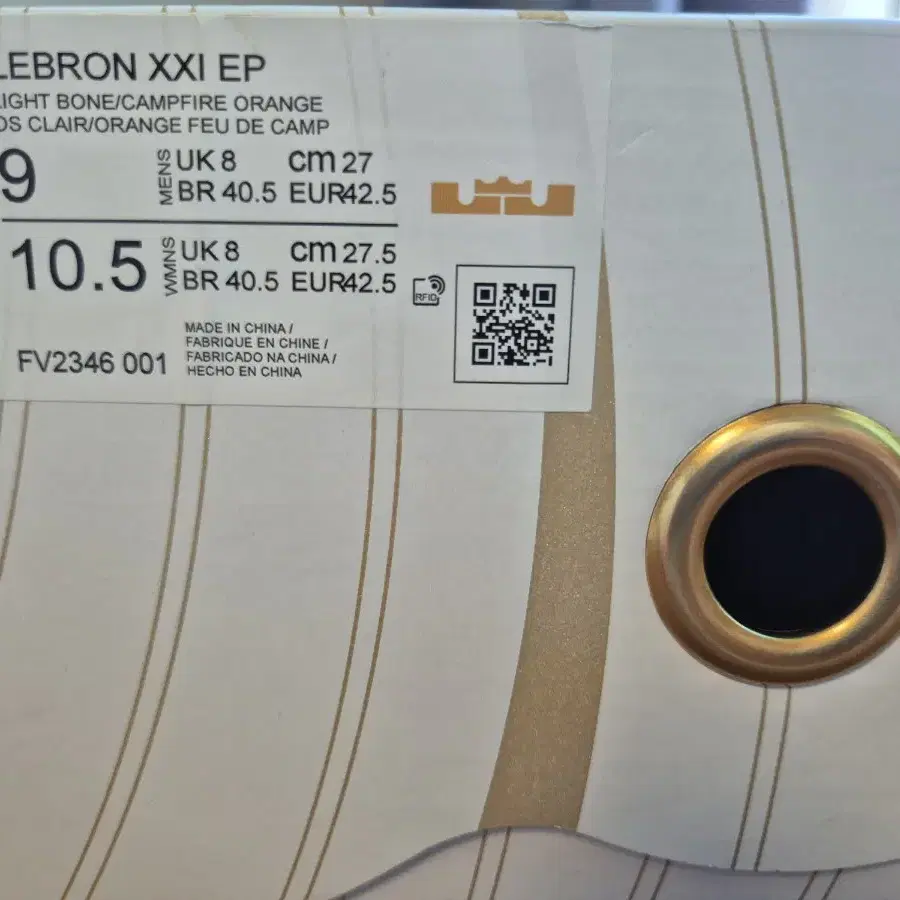 LEBRON XXI EP
LIGHT BONE/CAMPFIRE ORANGE
OS CLAIR/ORANGE FEU DE CAMP
9 MENS UK 8 cm 27
BR 40.5 EUR42.5
10.5 WMNS UK 8 cm 27.5
BR 40.5 EUR42.5
RFID
FV2346 001
MADE IN CHINA /
FABRIQUE EN CHINE /
FABRICADO NA CHINA /
HECHO EN CHINA